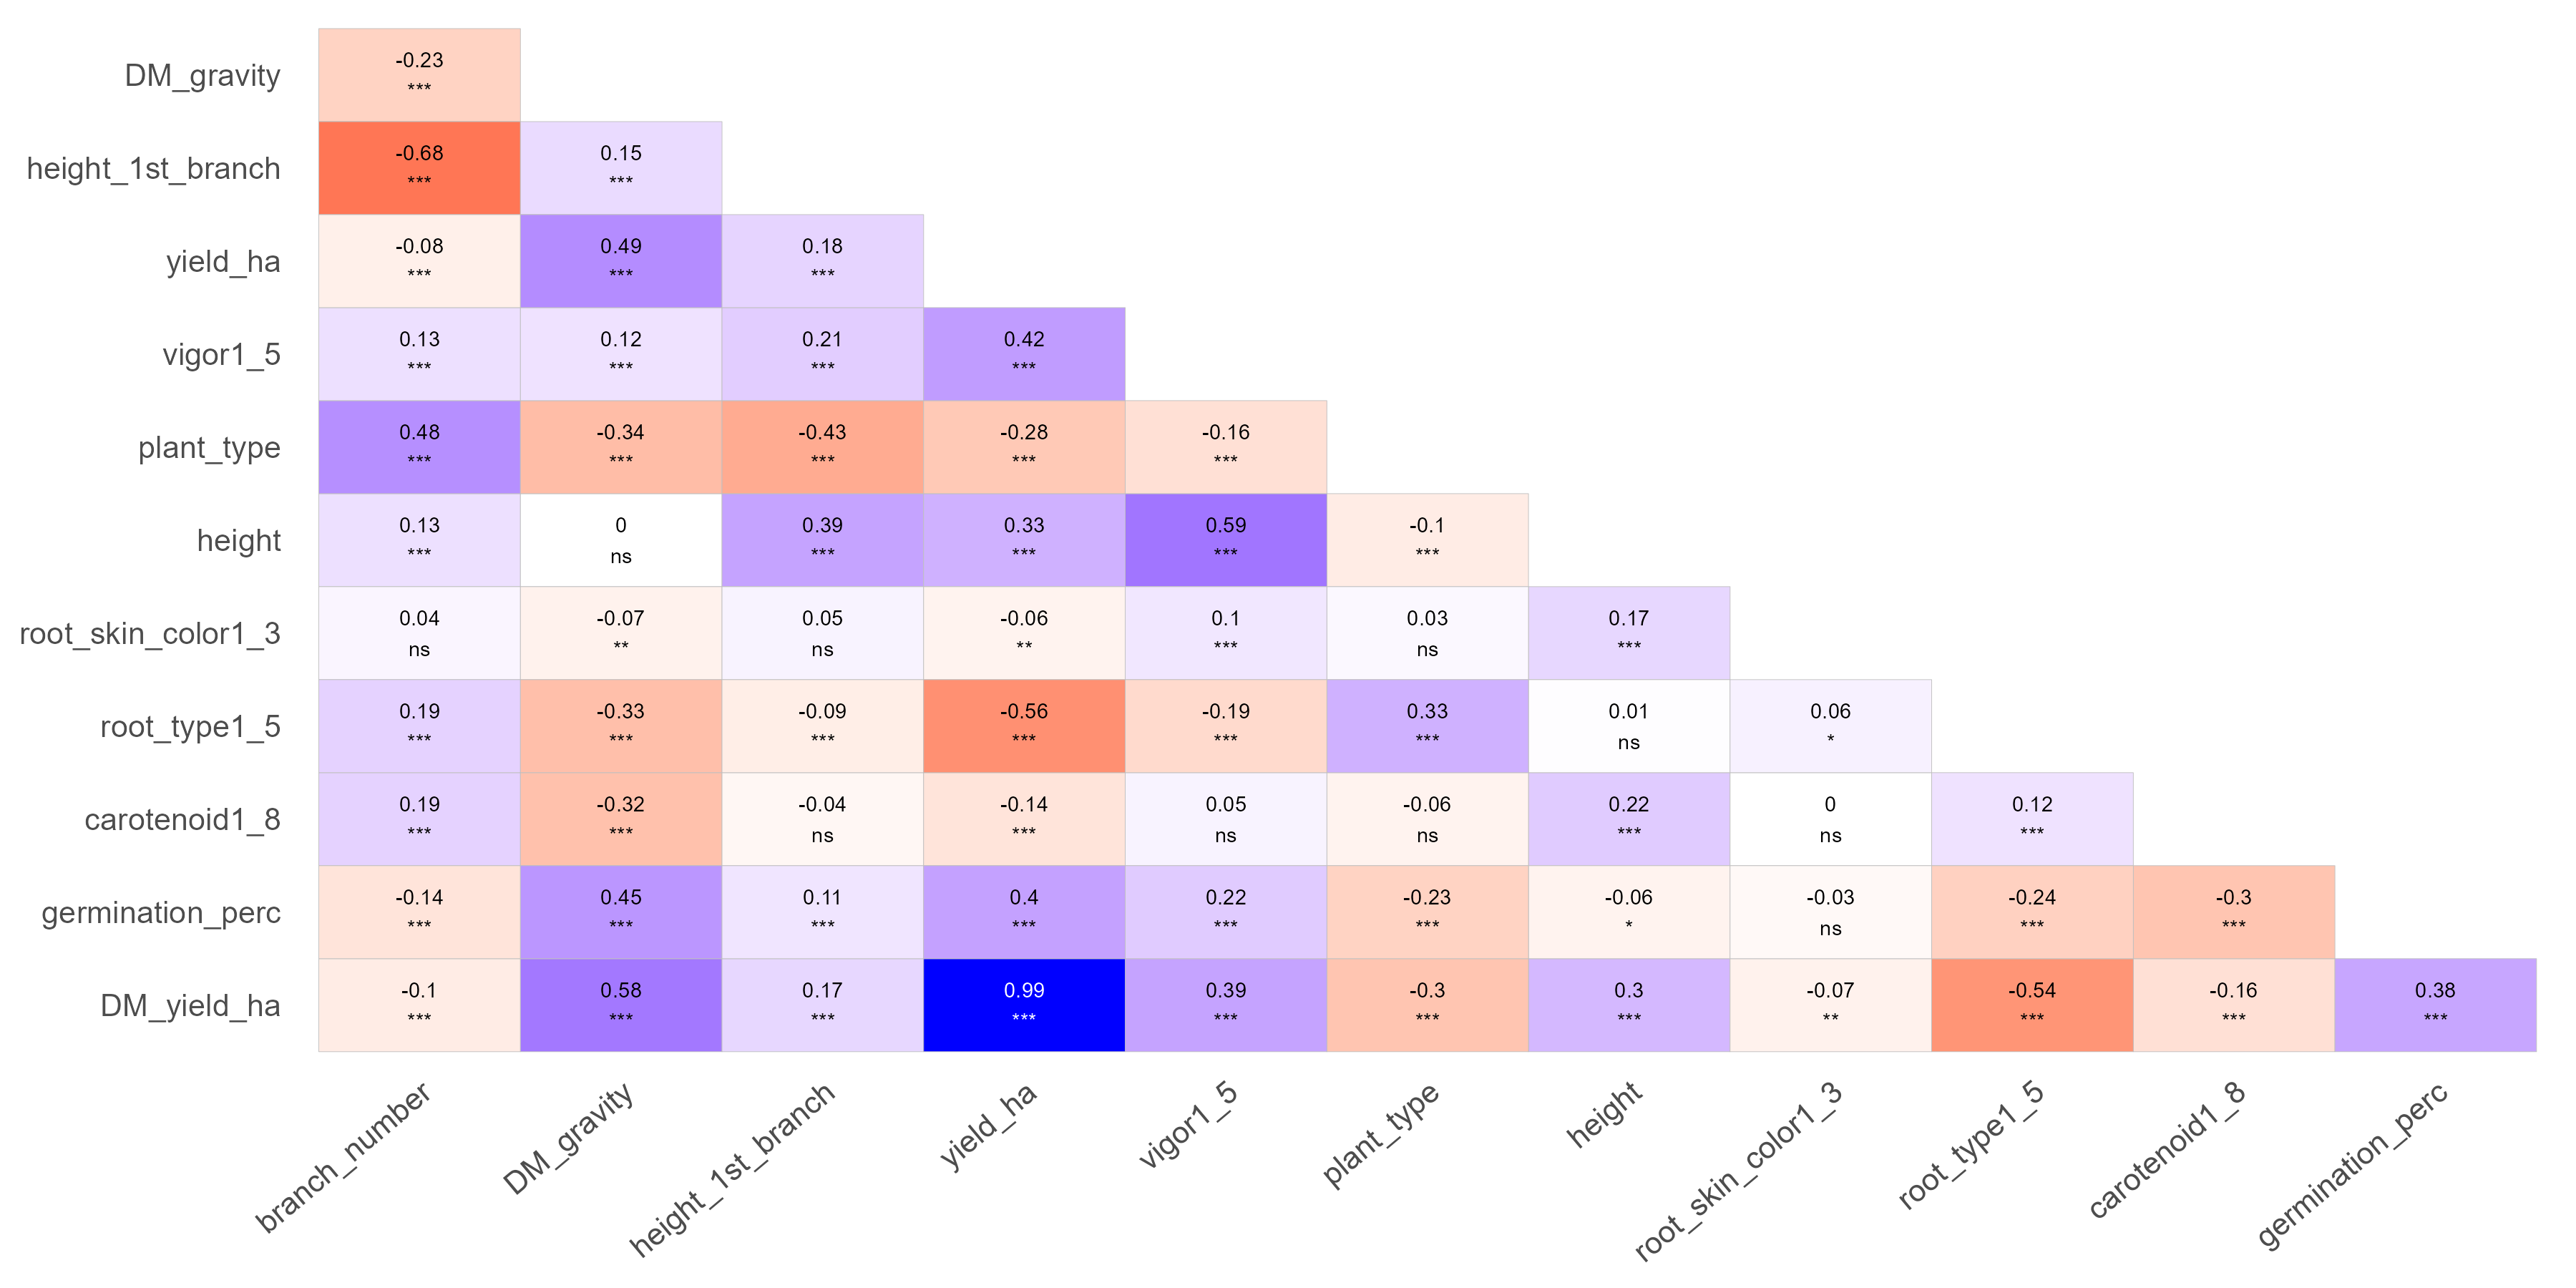 DM_gravity
-0.23
***
height_1st_branch
-0.68 0.15
*** ***
yield_ha
-0.08 0.49 0.18
*** *** ***
vigor1_5
0.13 0.12 0.21 0.42
*** *** *** ***
plant_type
0.48 -0.34 -0.43 -0.28 -0.16
*** *** *** *** ***
height
0.13 0 0.39 0.33 0.59 -0.1
*** ns *** *** *** ***
root_skin_color1_3
0.04 -0.07 0.05 -0.06 0.1 0.03 0.17
ns ** ns ** *** ns ***
root_type1_5
0.19 -0.33 -0.09 -0.56 -0.19 0.33 0.01 0.06
*** *** *** *** *** *** ns *
carotenoid1_8
0.19 -0.32 -0.04 -0.14 0.05 -0.06 0.22 0 0.12
*** *** ns *** ns ns *** ns ***
germination_perc
-0.14 0.45 0.11 0.4 0.22 -0.23 -0.06 -0.03 -0.24 -0.3
*** *** *** *** *** *** * ns *** ***
DM_yield_ha
-0.1 0.58 0.17 0.99 0.39 -0.3 0.3 -0.07 -0.54 -0.16 0.38
*** *** *** *** *** *** *** ** *** *** ***
branch_number
DM_gravity
height_1st_branch
yield_ha
vigor1_5
plant_type
height
root_skin_color1_3
root_type1_5
carotenoid1_8
germination_perc